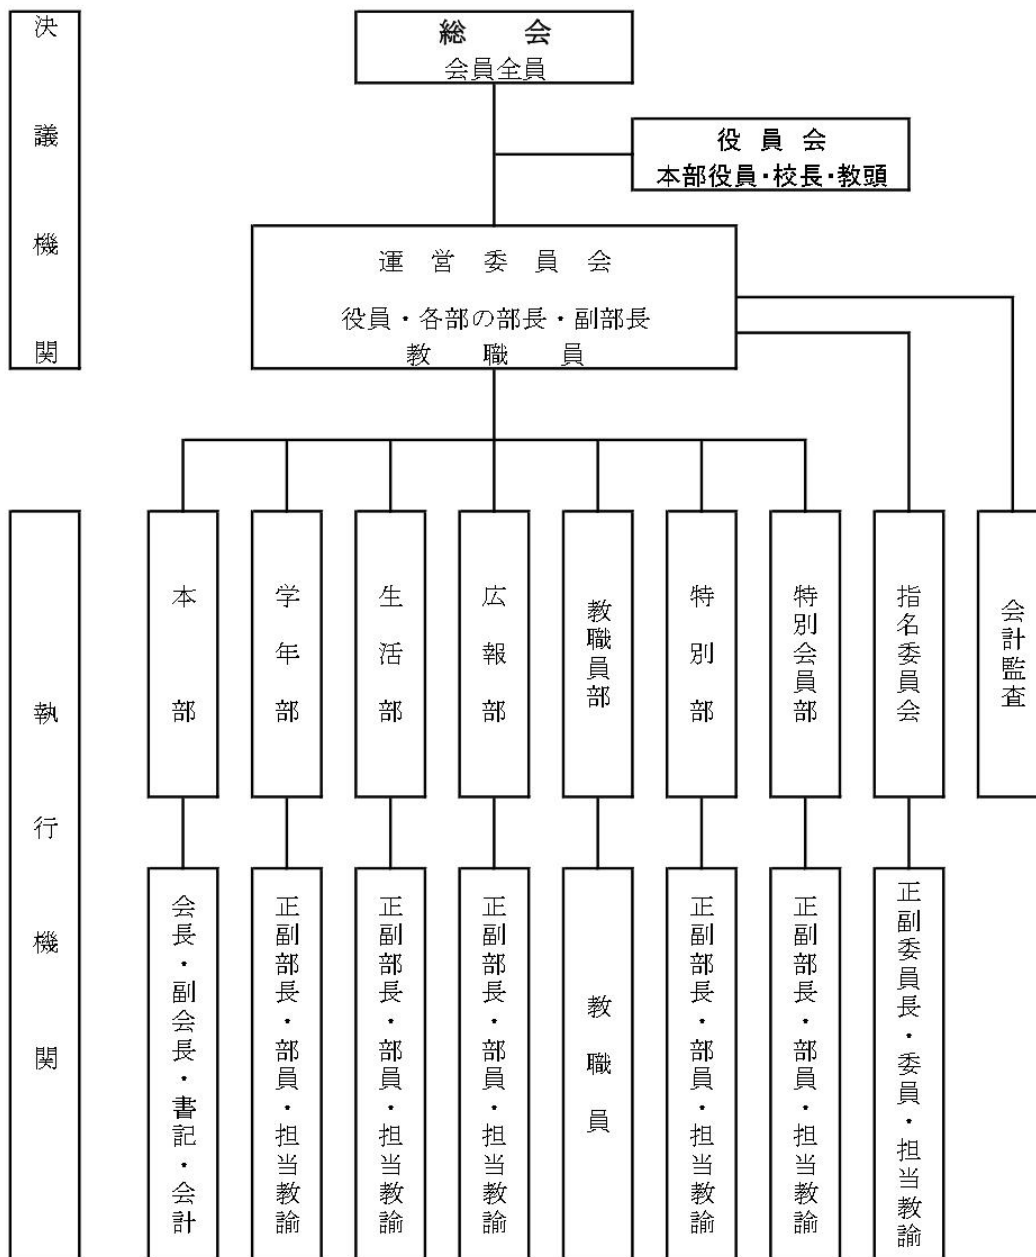 決議機関
総会
会員全員
役員会
本部役員・校長・教頭
運営委員会
役員・各部の部長・副部長
教職員
執行機関
本部
学年部
生活部
広報部
教職員部
特別部
特別会員部
指名委員会
会計監査
会長・副会長・書記・会計
正副部長・部員・担当教諭
正副部長・部員・担当教諭
正副部長・部員・担当教諭
教職員
正副部長・部員・担当教諭
正副部長・部員・担当教諭
正副委員長・委員・担当教諭